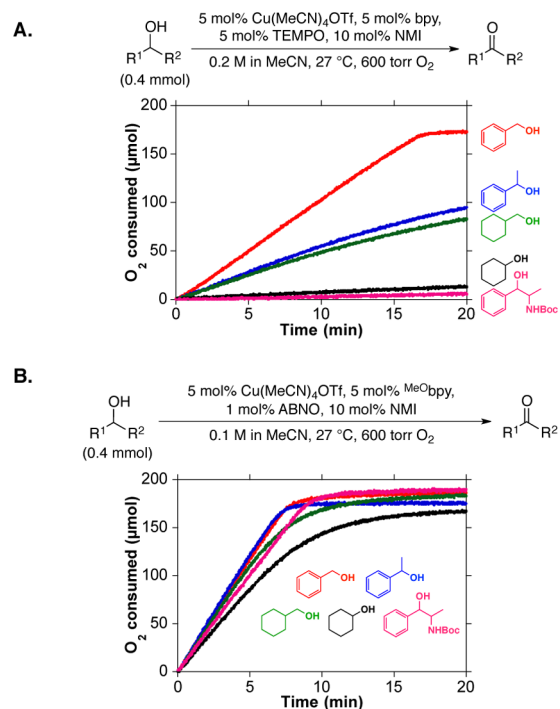 A.
5 mol% Cu(MeCN)4OTf, 5 mol% bpy,
5 mol% TEMPO, 10 mol% NMI
0.2 M in MeCN, 27 °C, 600 torr O2
OH
R1 R2
(0.4 mmol)
O
R1 R2
200
150
100
50
0
O2 consumed (µmol)
0 5 10 15 20
Time (min)
OH
OH
OH
OH
OH
NHBoc
B.
5 mol% Cu(MeCN)4OTf, 5 mol% MeObpy,
1 mol% ABNO, 10 mol% NMI
0.1 M in MeCN, 27 °C, 600 torr O2
OH
R1 R2
(0.4 mmol)
O
R1 R2
200
150
100
50
0
O2 consumed (µmol)
OH
OH
OH
OH
OH
NHBoc
0 5 10 15 20
Time (min)